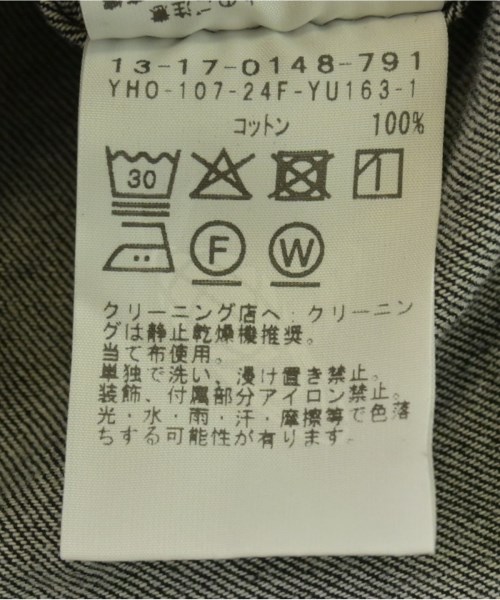 のご注意
13-17-0148-791
YHO-107-24F-YU163-1
コットン 100%
30
F W
クリーニング店へ:クリーニン
グは静止乾燥機推奨。
当て布使用。
単独で洗い、浸け置き禁止。
装飾、付属部分アイロン禁止。
光・水・雨・汗・摩擦等で色落
ちする可能性が有ります。